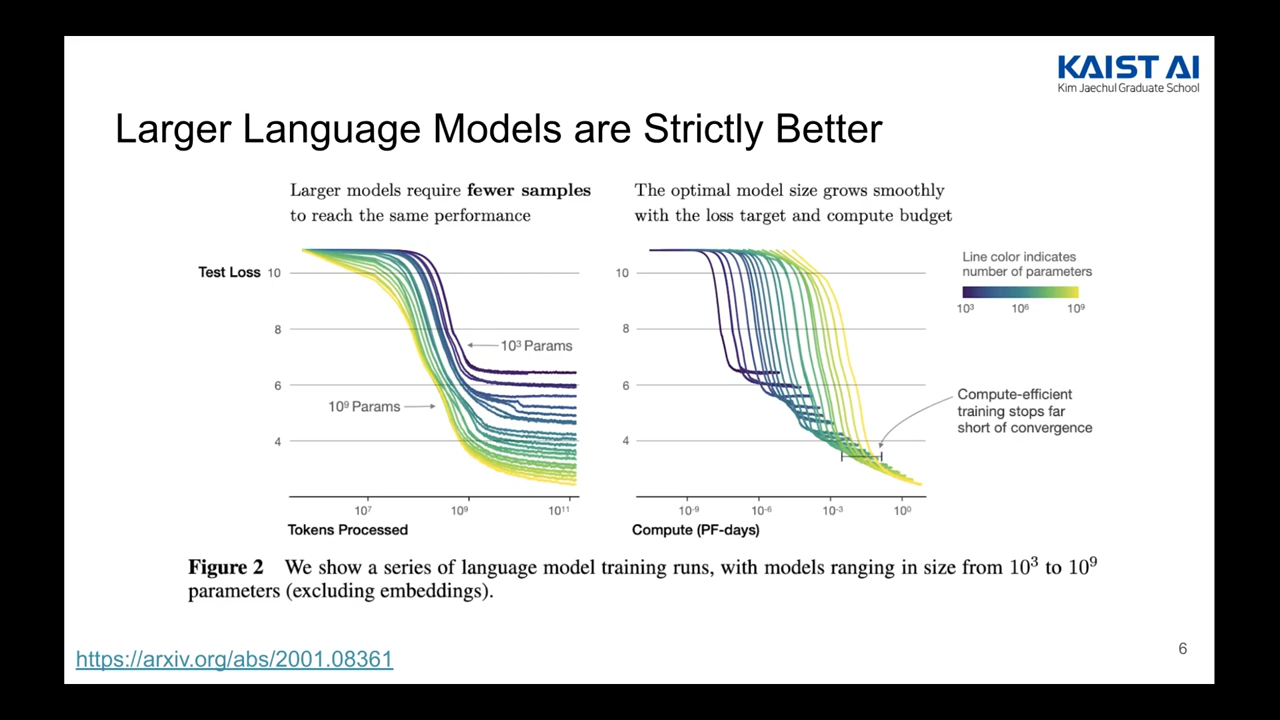 KAIST AI
Kim Jaechul Graduate School
Larger Language Models are Strictly Better
Larger models require fewer samples
to reach the same performance
The optimal model size grows smoothly
with the loss target and compute budget
Test Loss 10
8
6
4
10³ Params
10⁹ Params
10⁷
10⁹
10¹¹
Tokens Processed
10
8
6
4
10⁻⁹
10⁻⁶
10⁻³
10⁰
Compute (PF-days)
Line color indicates
number of parameters
10³ 10⁶ 10⁹
Compute-efficient
training stops far
short of convergence
Figure 2 We show a series of language model training runs, with models ranging in size from 10³ to 10⁹
parameters (excluding embeddings).
https://arxiv.org/abs/2001.08361
6